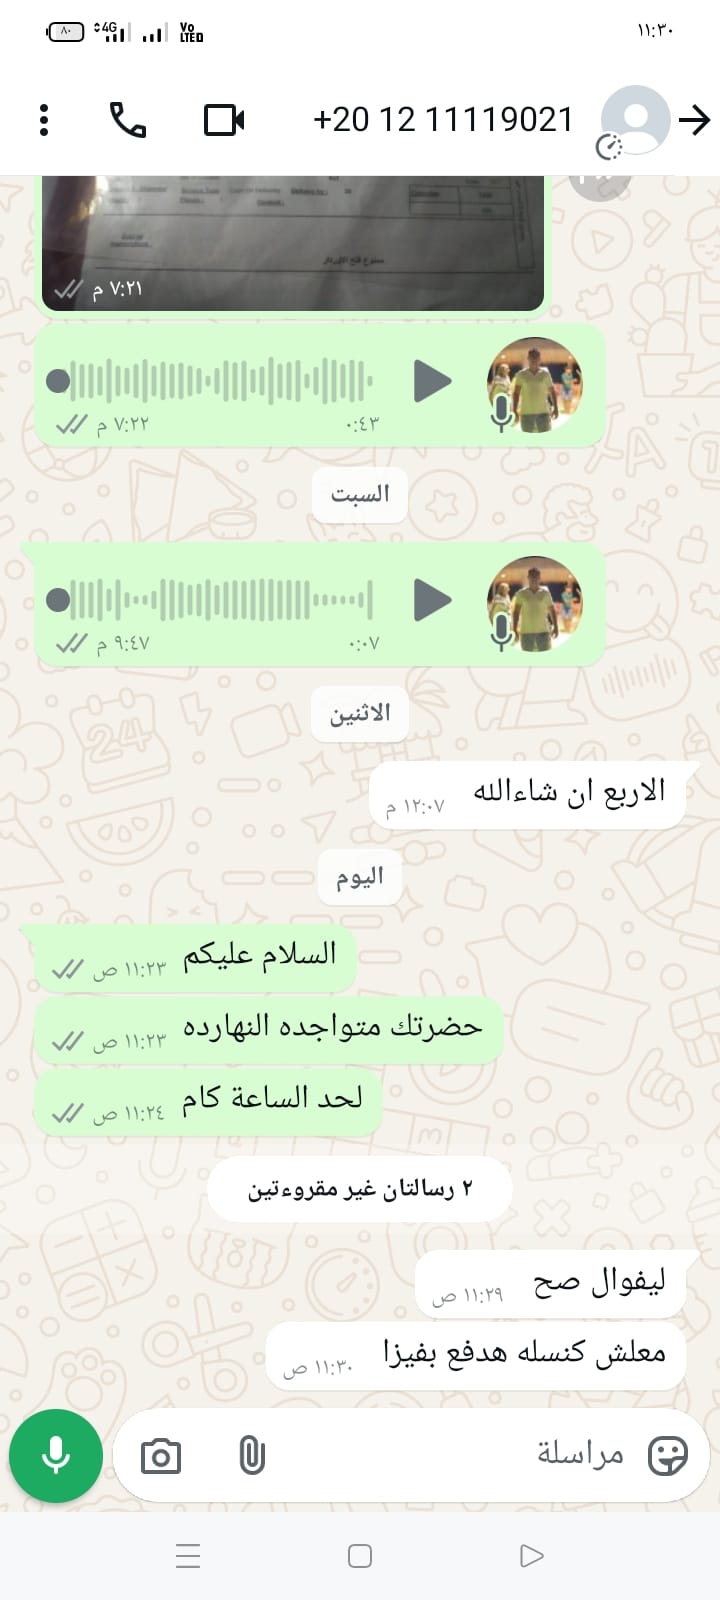 ٨٠ 4G Vo LTED ١١:٣٠
+20 12 11119021
ممنوع فتح الاوردار
٧:٢١ م
٠:٤٣ ٧:٢٢ م
السبت
٠:٠٧ ٩:٤٧ م
الاثنين
الاربع ان شاءالله ١٢:٠٧ م
اليوم
السلام عليكم ١١:٢٣ ص
حضرتك متواجده النهارده ١١:٢٣ ص
لحد الساعة كام ١١:٢٤ ص
٢ رسالتان غير مقروءتين
ليفوال صح ١١:٢٩ ص
معلش كنسله هدفع بفيزا ١١:٣٠ ص
مراسلة